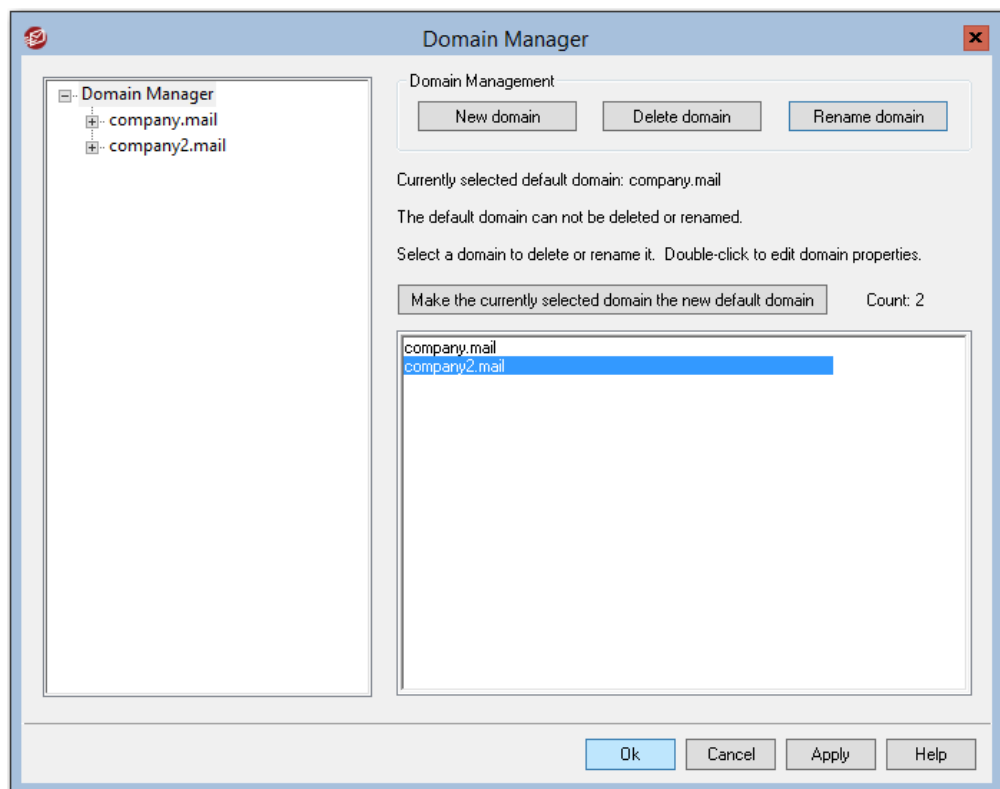 Domain Manager
Domain Manager
company.mail
company2.mail
Domain Management
New domain
Delete domain
Rename domain
Currently selected default domain: company.mail
The default domain can not be deleted or renamed.
Select a domain to delete or rename it.  Double-click to edit domain properties.
Make the currently selected domain the new default domain
Count: 2
company.mail
company2.mail
Ok
Cancel
Apply
Help